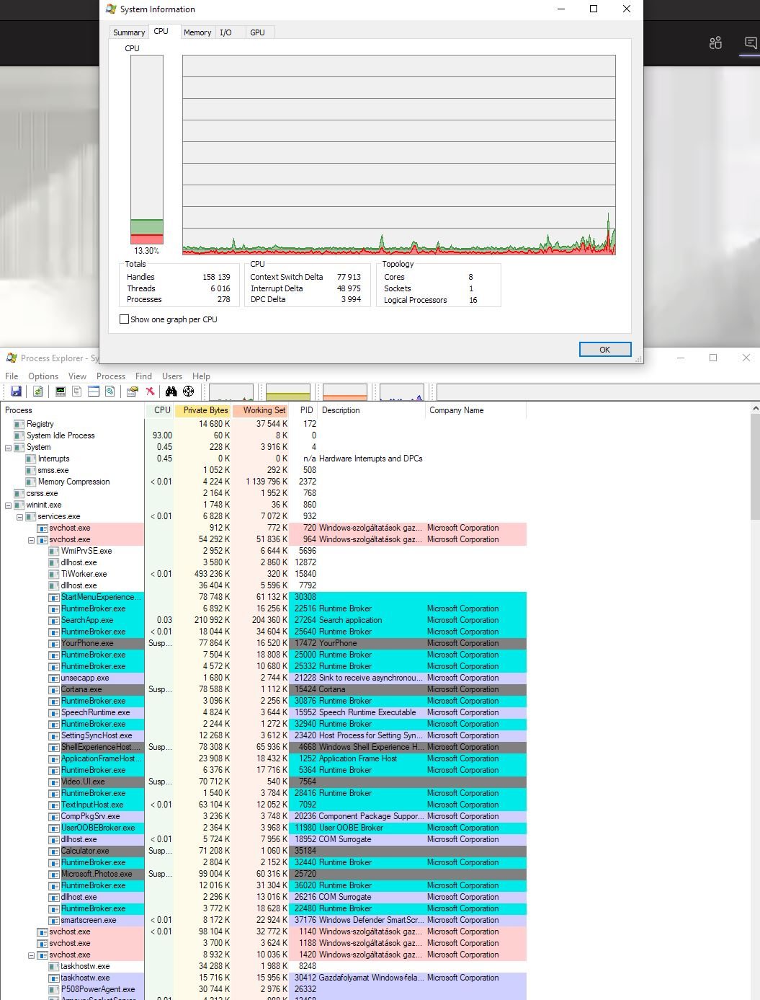 System Information
Summary CPU Memory I/O GPU
CPU
13.30%
Totals
Handles 158 139
Threads 6 016
Processes 278
CPU
Context Switch Delta 77 913
Interrupt Delta 48 975
DPC Delta 3 994
Topology
Cores 8
Sockets 1
Logical Processors 16
Show one graph per CPU
OK
Process Explorer - Sy
File Options View Process Find Users Help
Process CPU Private Bytes Working Set PID Description Company Name
Registry 14 680 K 37 544 K 172
System Idle Process 93.00 60 K 8 K 0
System 0.45 228 K 3 916 K 4
Interrupts 0.45 0 K 0 K n/a Hardware Interrupts and DPCs
smss.exe 1 052 K 292 K 508
Memory Compression < 0.01 4 224 K 1 139 796 K 2372
csrss.exe 2 164 K 1 952 K 768
wininit.exe 1 748 K 36 K 860
services.exe < 0.01 6 828 K 7 072 K 932
svchost.exe 912 K 772 K 720 Windows-szolgáltatások gaz... Microsoft Corporation
svchost.exe 54 292 K 51 836 K 964 Windows-szolgáltatások gaz... Microsoft Corporation
WmiPrvSE.exe 2 952 K 6 644 K 5696
dllhost.exe 3 580 K 2 860 K 12872
TiWorker.exe < 0.01 493 236 K 320 K 15840
dllhost.exe 36 404 K 5 596 K 7792
StartMenuExperience... 78 748 K 61 132 K 30308
RuntimeBroker.exe 6 892 K 16 256 K 22516 Runtime Broker Microsoft Corporation
SearchApp.exe 0.03 210 992 K 204 360 K 27264 Search application Microsoft Corporation
RuntimeBroker.exe < 0.01 18 044 K 34 604 K 25640 Runtime Broker Microsoft Corporation
YourPhone.exe Susp... 77 864 K 16 520 K 17472 YourPhone Microsoft Corporation
RuntimeBroker.exe 7 504 K 18 808 K 25000 Runtime Broker Microsoft Corporation
RuntimeBroker.exe 4 572 K 10 680 K 25332 Runtime Broker Microsoft Corporation
unsecapp.exe 1 680 K 2 744 K 21228 Sink to receive asynchronou... Microsoft Corporation
Cortana.exe Susp... 78 588 K 1 112 K 15424 Cortana Microsoft Corporation
RuntimeBroker.exe 3 096 K 2 256 K 30876 Runtime Broker Microsoft Corporation
SpeechRuntime.exe 4 824 K 3 644 K 15952 Speech Runtime Executable Microsoft Corporation
RuntimeBroker.exe 2 244 K 1 272 K 32940 Runtime Broker Microsoft Corporation
SettingSyncHost.exe 12 268 K 3 612 K 23420 Host Process for Setting Syn... Microsoft Corporation
ShellExperienceHost.... Susp... 78 308 K 65 936 K 4668 Windows Shell Experience H... Microsoft Corporation
ApplicationFrameHost... 23 908 K 18 432 K 1252 Application Frame Host Microsoft Corporation
RuntimeBroker.exe 6 376 K 17 716 K 5364 Runtime Broker Microsoft Corporation
Video.UI.exe Susp... 70 712 K 540 K 7564
RuntimeBroker.exe 1 540 K 3 784 K 28416 Runtime Broker Microsoft Corporation
TextInputHost.exe < 0.01 63 104 K 12 052 K 7092 Microsoft Corporation
CompPkgSrv.exe 3 236 K 3 748 K 20236 Component Package Suppor... Microsoft Corporation
UserOOBEBroker.exe 2 364 K 3 968 K 11980 User OOBE Broker Microsoft Corporation
dllhost.exe < 0.01 5 724 K 7 956 K 18952 COM Surrogate Microsoft Corporation
Calculator.exe Susp... 71 208 K 1 060 K 35184
RuntimeBroker.exe 2 804 K 2 152 K 32440 Runtime Broker Microsoft Corporation
Microsoft.Photos.exe Susp... 99 004 K 60 316 K 25720
RuntimeBroker.exe 12 016 K 31 304 K 36020 Runtime Broker Microsoft Corporation
dllhost.exe 2 296 K 13 016 K 26216 COM Surrogate Microsoft Corporation
RuntimeBroker.exe 3 772 K 18 628 K 22480 Runtime Broker Microsoft Corporation
smartscreen.exe < 0.01 8 172 K 22 924 K 37176 Windows Defender SmartScr... Microsoft Corporation
svchost.exe < 0.01 98 104 K 32 772 K 1140 Windows-szolgáltatások gaz... Microsoft Corporation
svchost.exe 3 700 K 3 624 K 1188 Windows-szolgáltatások gaz... Microsoft Corporation
svchost.exe 8 932 K 10 036 K 1420 Windows-szolgáltatások gaz... Microsoft Corporation
taskhostw.exe 34 288 K 1 988 K 8248
taskhostw.exe 15 716 K 15 956 K 30412 Gazdafolyamat Windows-fela... Microsoft Corporation
P508PowerAgent.exe 30 744 K 2 976 K 26332